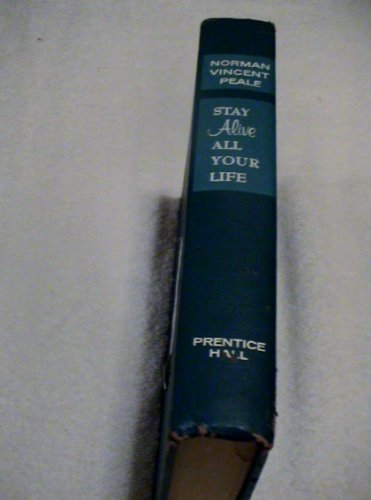 NORMAN
VINCENT
PEALE
STAY
Alive
ALL
YOUR
LIFE
PRENTICE
HALL